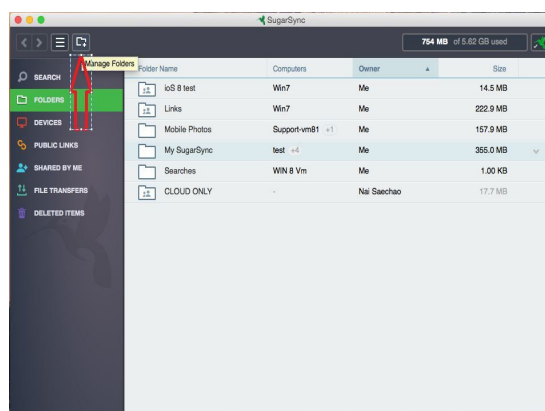 SugarSync
754 MB of 5.62 GB used
Manage Folders
Folder Name Computers Owner Size
SEARCH
FOLDERS
DEVICES
PUBLIC LINKS
SHARED BY ME
FILE TRANSFERS
DELETED ITEMS
ioS 8 test Win7 Me 14.5 MB
Links Win7 Me 222.9 MB
Mobile Photos Support-vm81 +1 Me 157.9 MB
My SugarSync test +4 Me 355.0 MB
Searches WIN 8 Vm Me 1.00 KB
CLOUD ONLY - Nai Saechao 17.7 MB